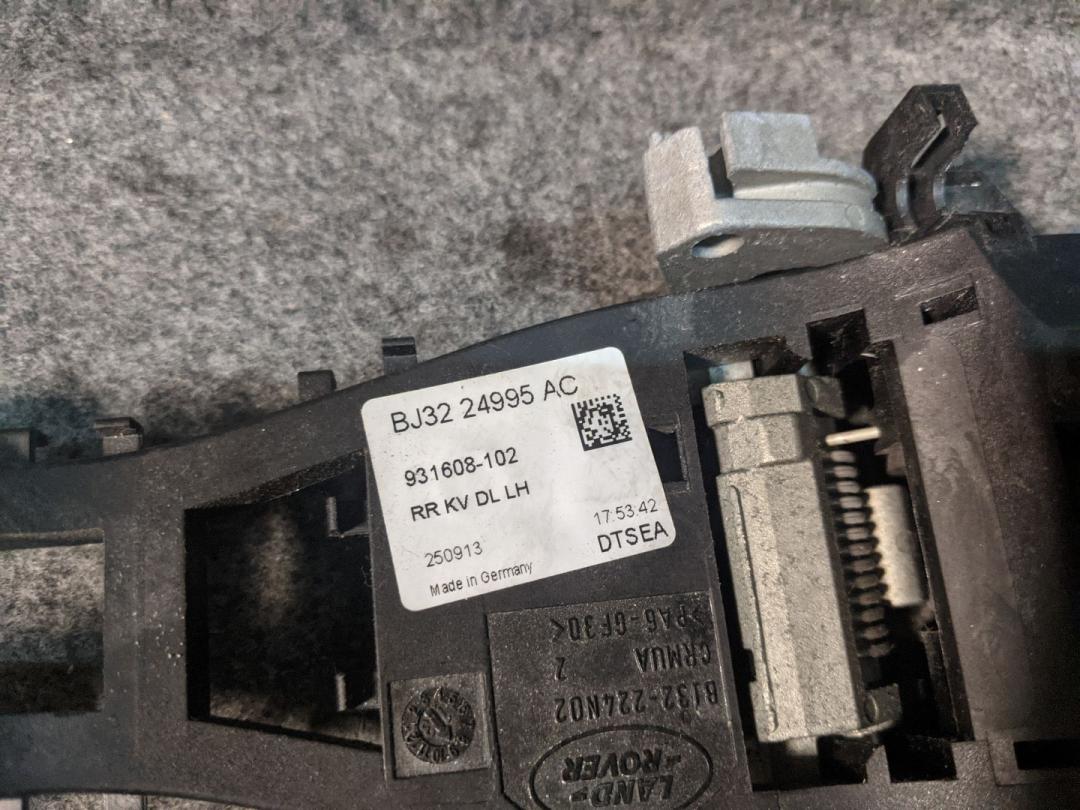 BJ32 24995 AC
931608-102
RR KV DL LH
250913
17:53:42
DTSEA
Made in Germany
>PA6-GF30<
CRMUA 2
BJ32-224N02
LAND-
ROVER